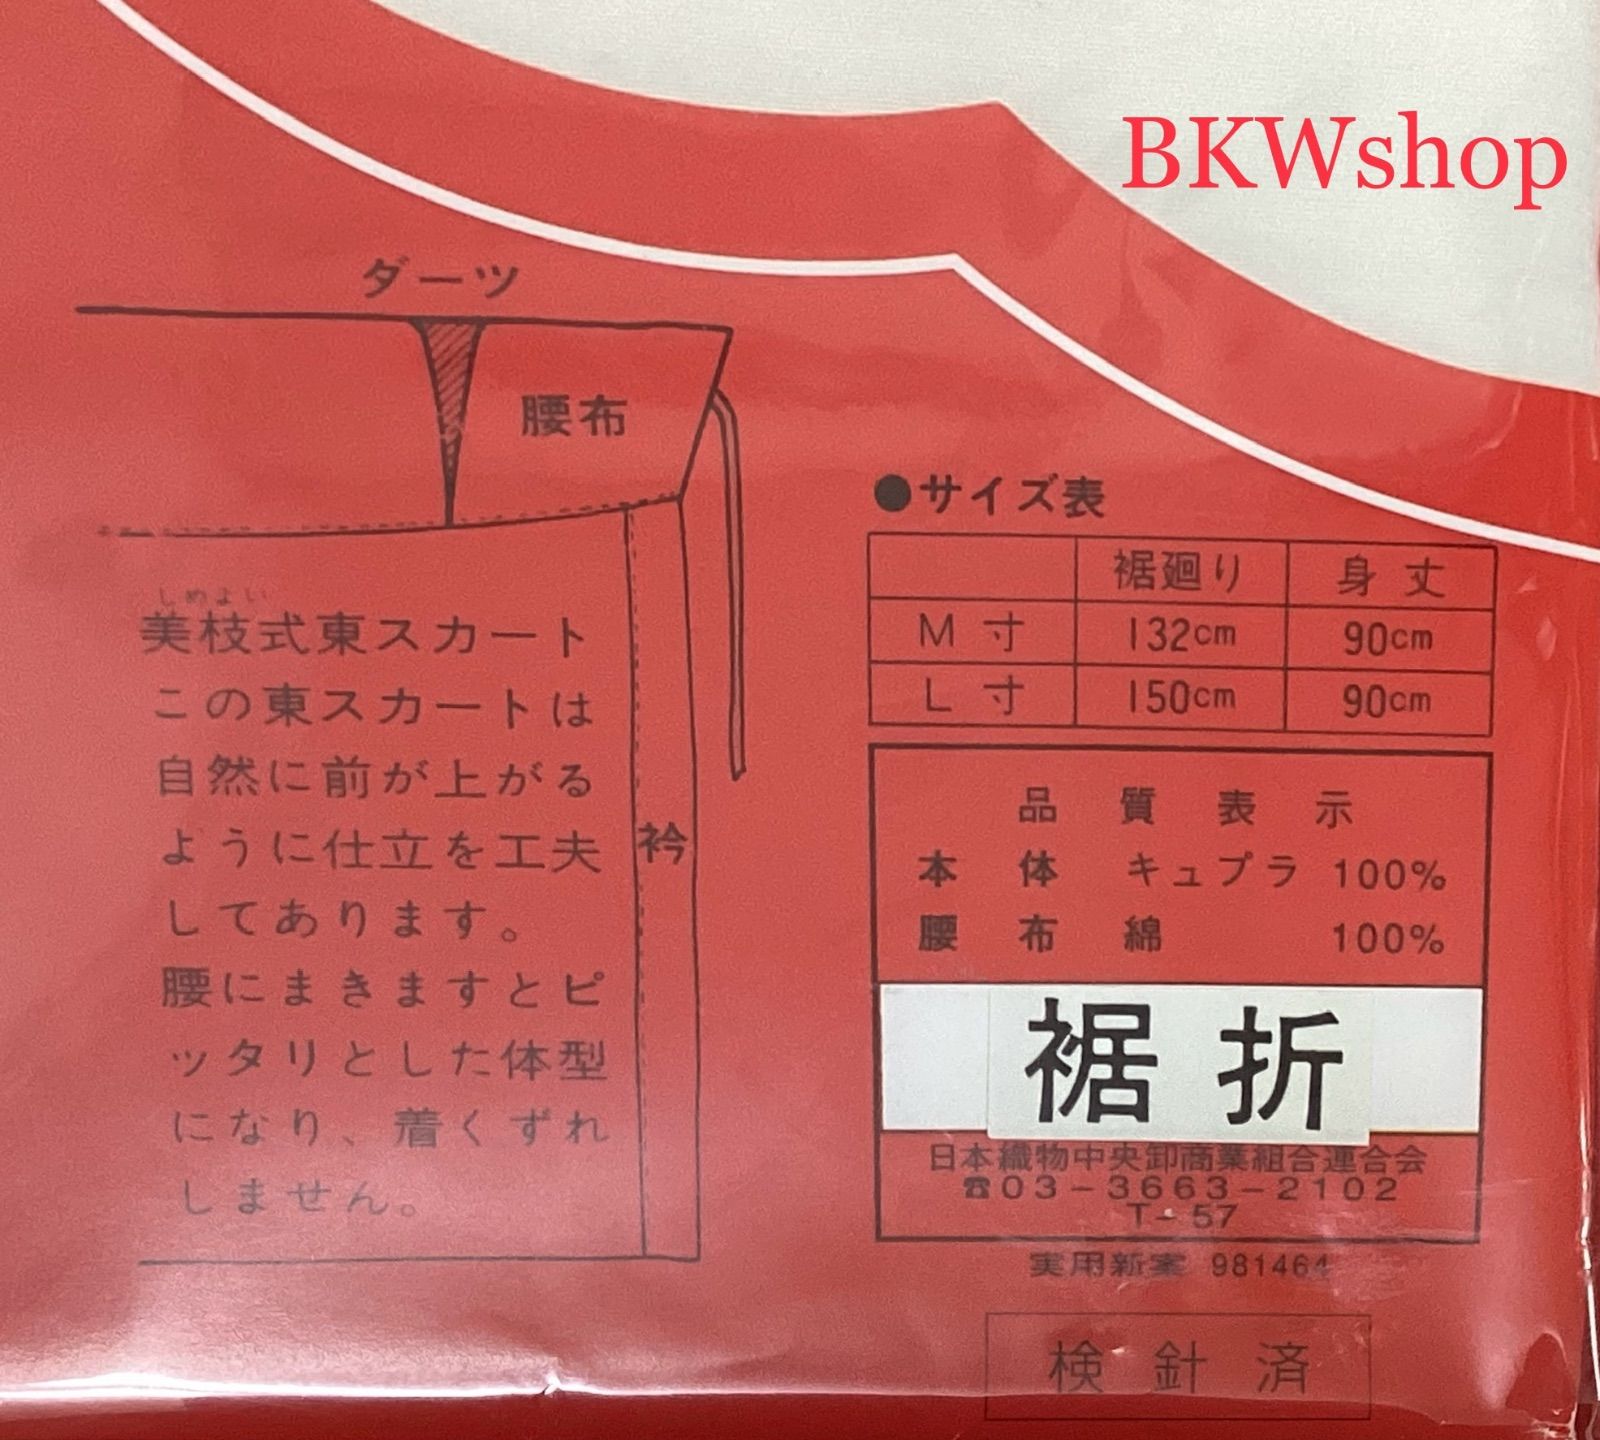 BKWshop
ダーツ
腰布
しめよい
美枝式東スカート
この東スカートは
自然に前が上がる
ように仕立を工夫
してあります。
腰にまきますとピ
ッタリとした体型
になり、着くずれ
しません。
衿
●サイズ表
裾廻り 身丈
M寸 132cm 90cm
L寸 150cm 90cm
品質表示
本体 キュプラ 100%
腰布 綿 100%
裾折
日本織物中央卸商業組合連合会
☎03-3663-2102
T-57
実用新案 981464
検針済